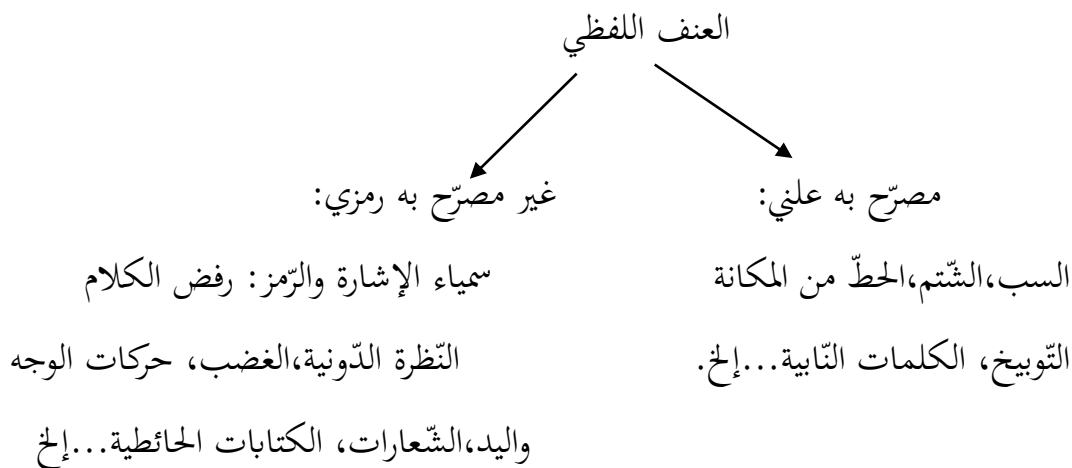 العنف اللفظي
مصرّح به علني:
غير مصرّح به رمزي:
السب،الشّتم،الحطّ من المكانة
سمياء الإشارة والرّمز: رفض الكلام
التّوبيخ، الكلمات النّابية...إلخ.
النّظرة الدّونية،الغضب، حركات الوجه
واليد،الشّعارات، الكتابات الحائطية...إلخ